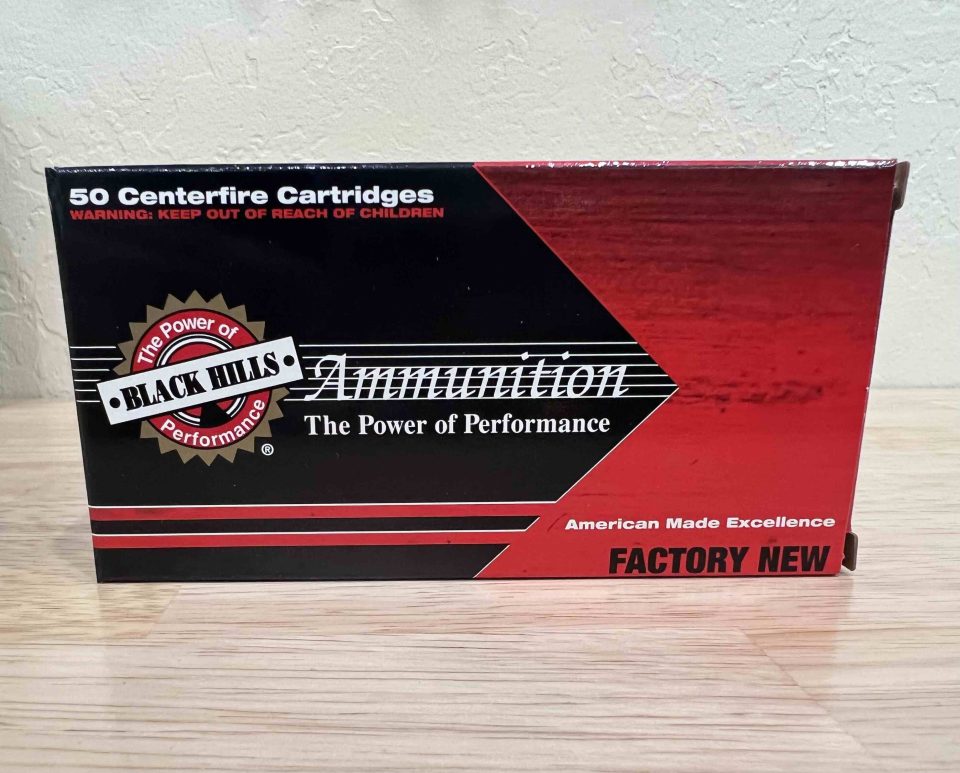 50 Centerfire Cartridges
WARNING: KEEP OUT OF REACH OF CHILDREN
The Power of
• BLACK HILLS •
Performance
®
Ammunition
The Power of Performance
American Made Excellence
FACTORY NEW